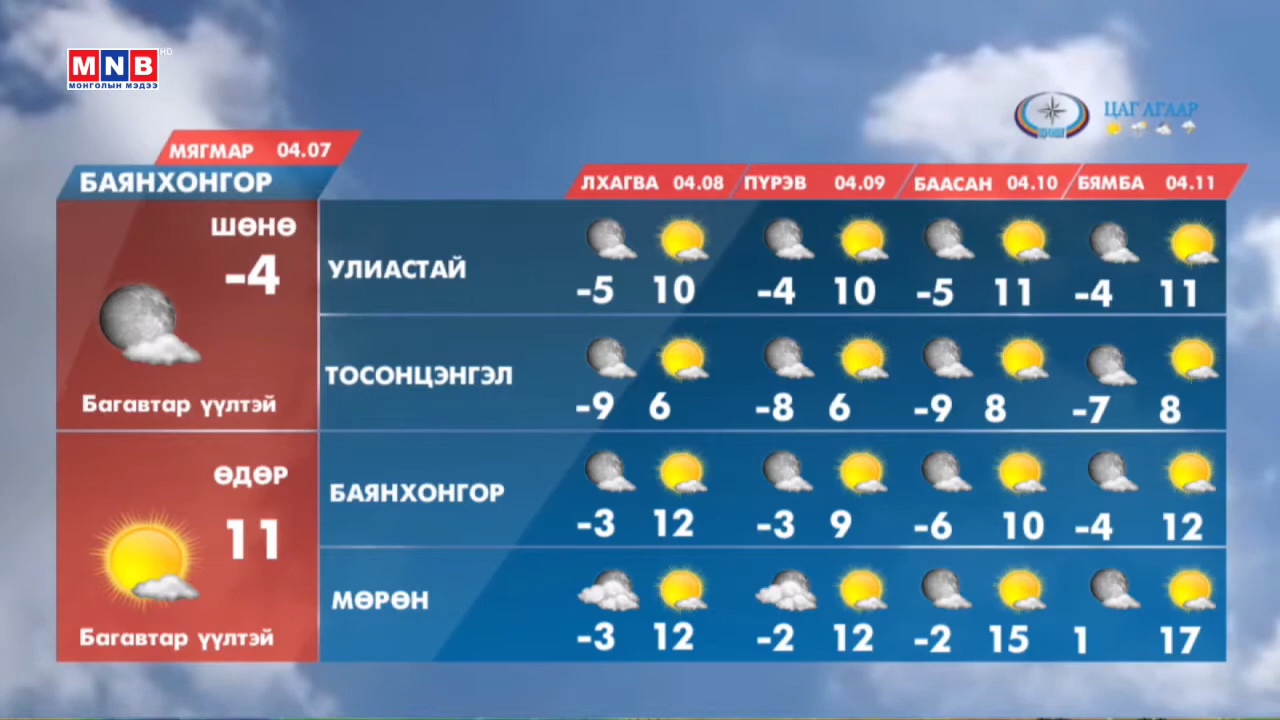 MNB HD
МОНГОЛЫН МЭДЭЭ
ЦАГ АГААР
МЯГМАР 04.07
БАЯНХОНГОР
ШӨНӨ
-4
Багавтар үүлтэй
ӨДӨР
11
Багавтар үүлтэй
ЛХАГВА 04.08 ПҮРЭВ 04.09 БААСАН 04.10 БЯМБА 04.11
УЛИАСТАЙ -5 10 -4 10 -5 11 -4 11
ТОСОНЦЭНГЭЛ -9 6 -8 6 -9 8 -7 8
БАЯНХОНГОР -3 12 -3 9 -6 10 -4 12
МӨРӨН -3 12 -2 12 -2 15 1 17